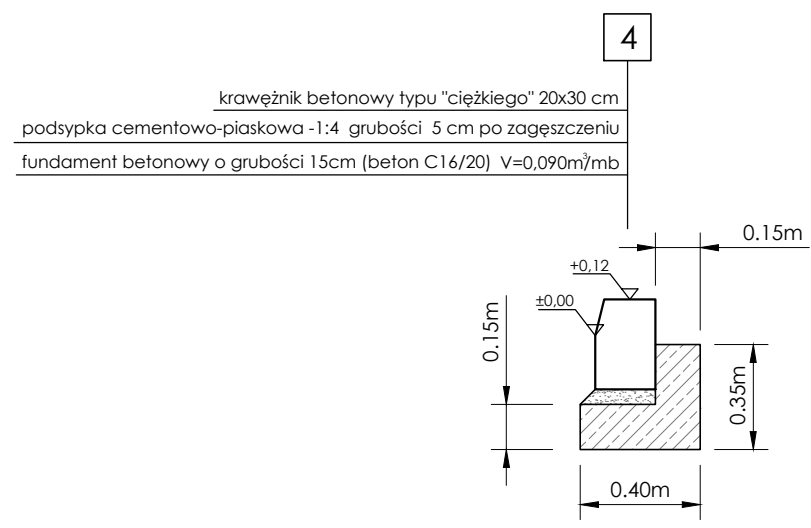 4
krawężnik betonowy typu "ciężkiego" 20x30 cm
podsypka cementowo-piaskowa -1:4 grubości 5 cm po zagęszczeniu
fundament betonowy o grubości 15cm (beton C16/20) V=0,090m³/mb
0.15m
+0,12
±0,00
0.15m
0.35m
0.40m